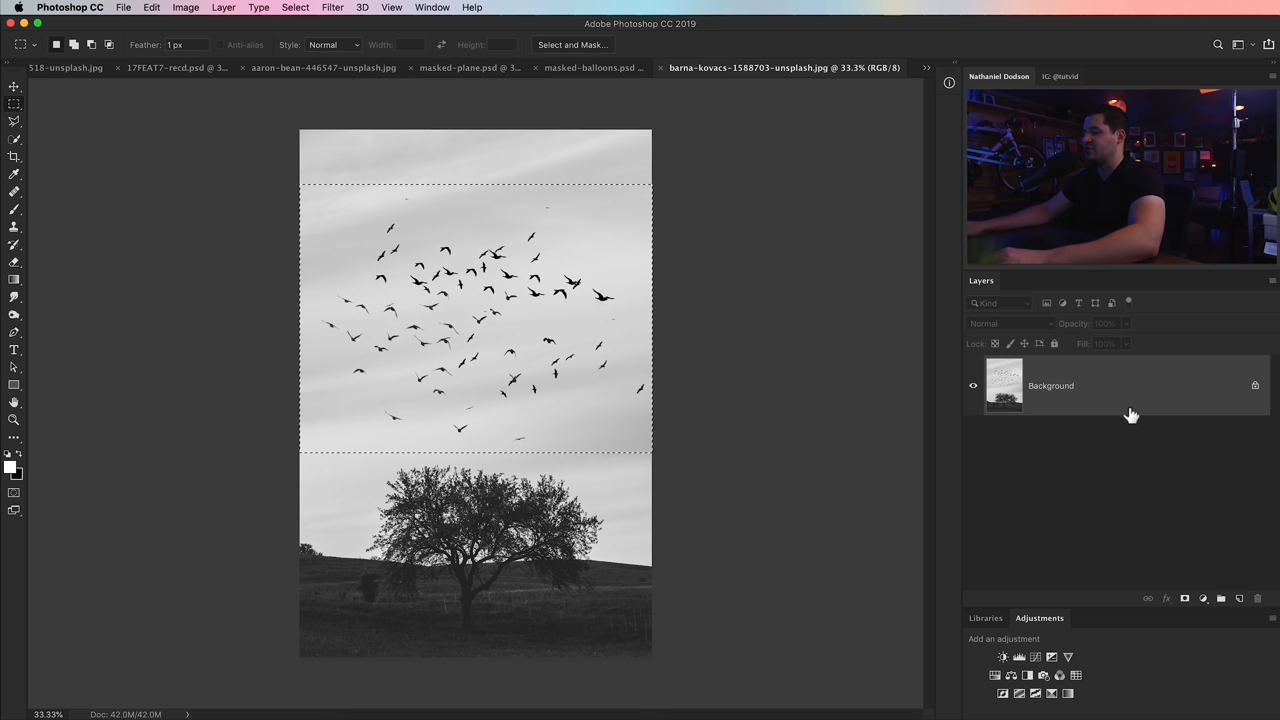 Photoshop CC File Edit Image Layer Type Select Filter 3D View Window Help
Adobe Photoshop CC 2019
Feather: 1 px Anti-alias Style: Normal Width: Height: Select and Mask...
518-unsplash.jpg × 17FEAT7-recd.psd @ 3... × aaron-bean-446547-unsplash.jpg × masked-plane.psd @ 3... × masked-balloons.psd ... × barna-kovacs-1588703-unsplash.jpg @ 33.3% (RGB/8)
Nathaniel Dodson IG: @tutvid
Layers
Kind
Normal Opacity: 100%
Lock: Fill: 100%
Background
fx
Libraries Adjustments
Add an adjustment
33.33% Doc: 42.0M/42.0M